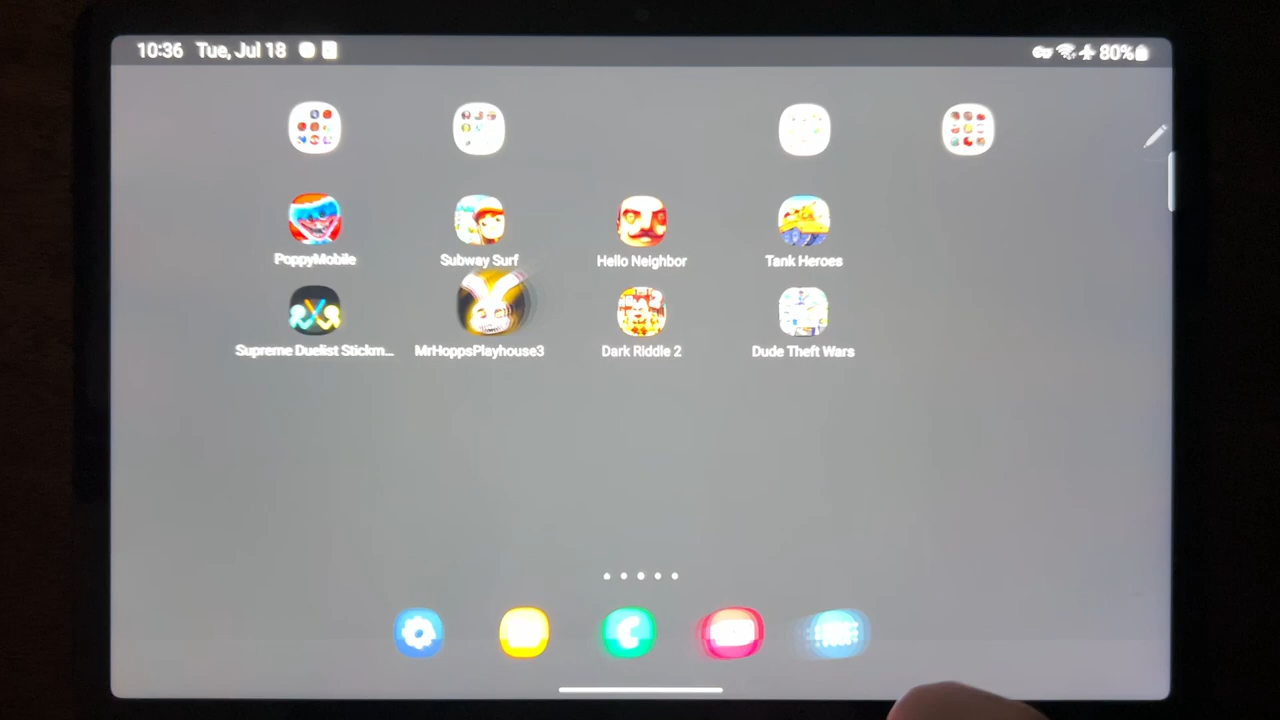 10:36 Tue, Jul 18
80%
PoppyMobile
Subway Surf
Hello Neighbor
Tank Heroes
Supreme Duelist Stickm...
MrHoppsPlayhouse3
Dark Riddle 2
Dude Theft Wars